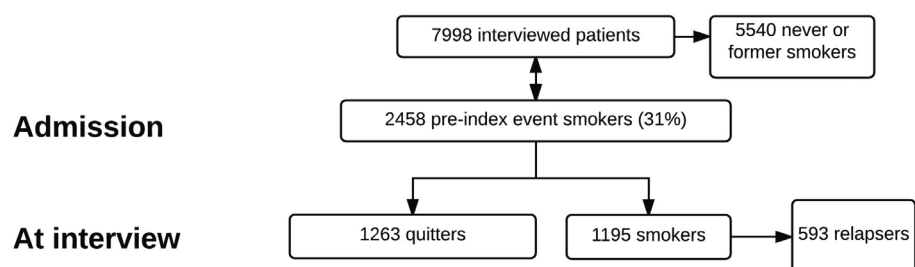 7998 interviewed patients
5540 never or
former smokers
Admission
2458 pre-index event smokers (31%)
At interview
1263 quitters
1195 smokers
593 relapsers